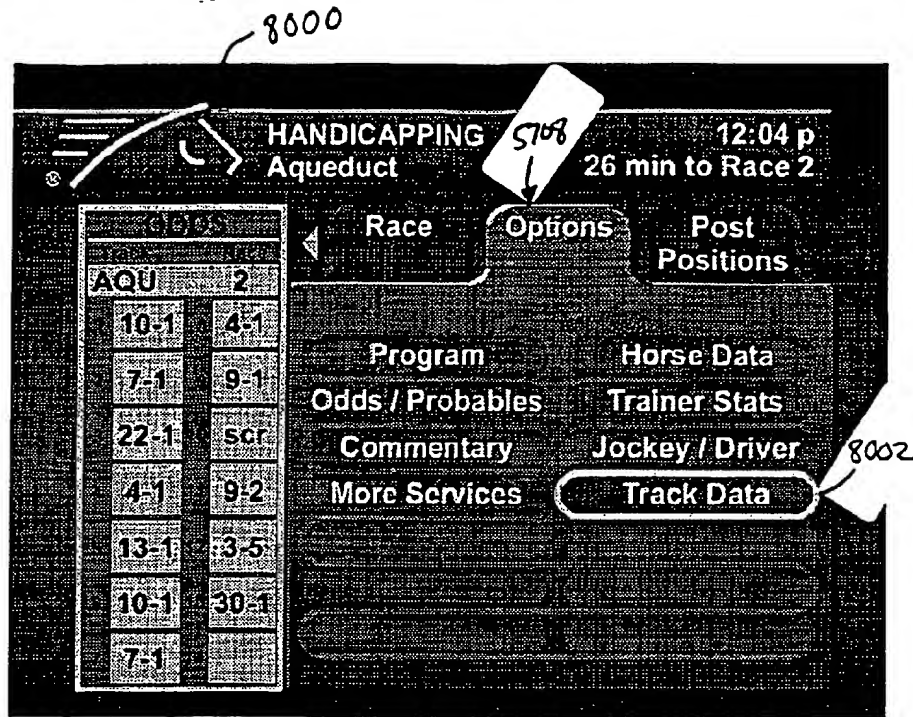 8000
HANDICAPPING
Aqueduct
5708
12:04 p
26 min to Race 2
ODDS
AQU 2
10-1 4-1
7-1 9-1
22-1 scr
4-1 9-2
13-1 3-5
10-1 30-1
7-1
Race
Options
Post
Positions
Program Horse Data
Odds / Probables Trainer Stats
Commentary Jockey / Driver
More Services Track Data
8002